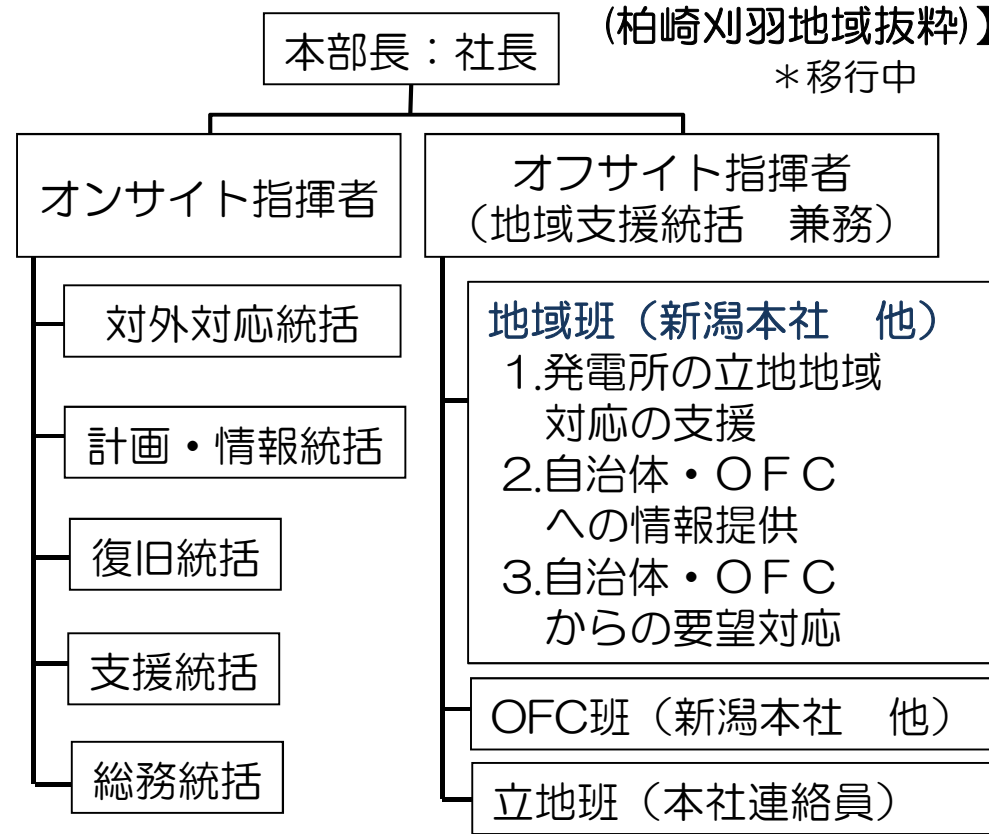 (柏崎刈羽地域抜粋)】
＊移行中
本部長：社長
オンサイト指揮者
対外対応統括
計画・情報統括
復旧統括
支援統括
総務統括
オフサイト指揮者
（地域支援統括　兼務）
地域班（新潟本社　他）
１.発電所の立地地域
対応の支援
２.自治体・ＯＦＣ
への情報提供
３.自治体・ＯＦＣ
からの要望対応
OFC班（新潟本社　他）
立地班（本社連絡員）